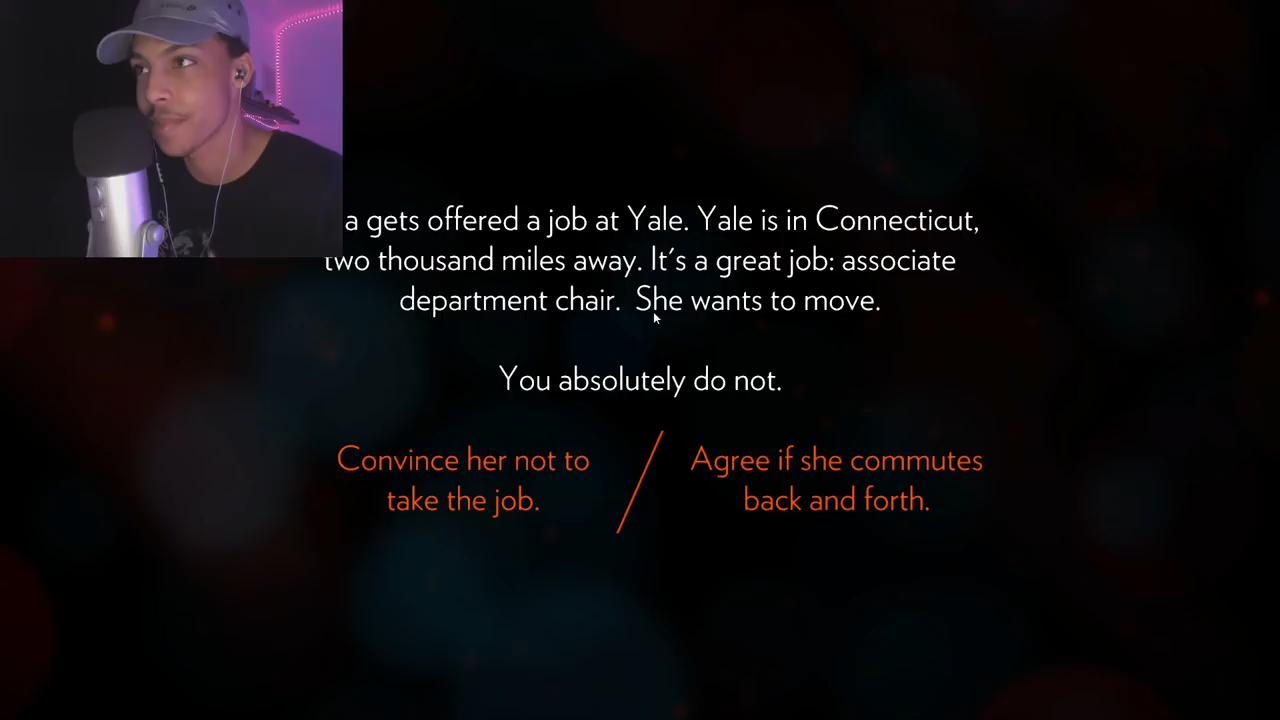 a gets offered a job at Yale. Yale is in Connecticut,
two thousand miles away. It's a great job: associate
department chair. She wants to move.
You absolutely do not.
Convince her not to
take the job.
Agree if she commutes
back and forth.